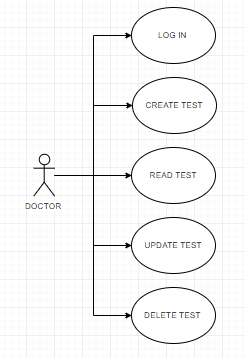 LOG IN
CREATE TEST
READ TEST
DOCTOR
UPDATE TEST
DELETE TEST